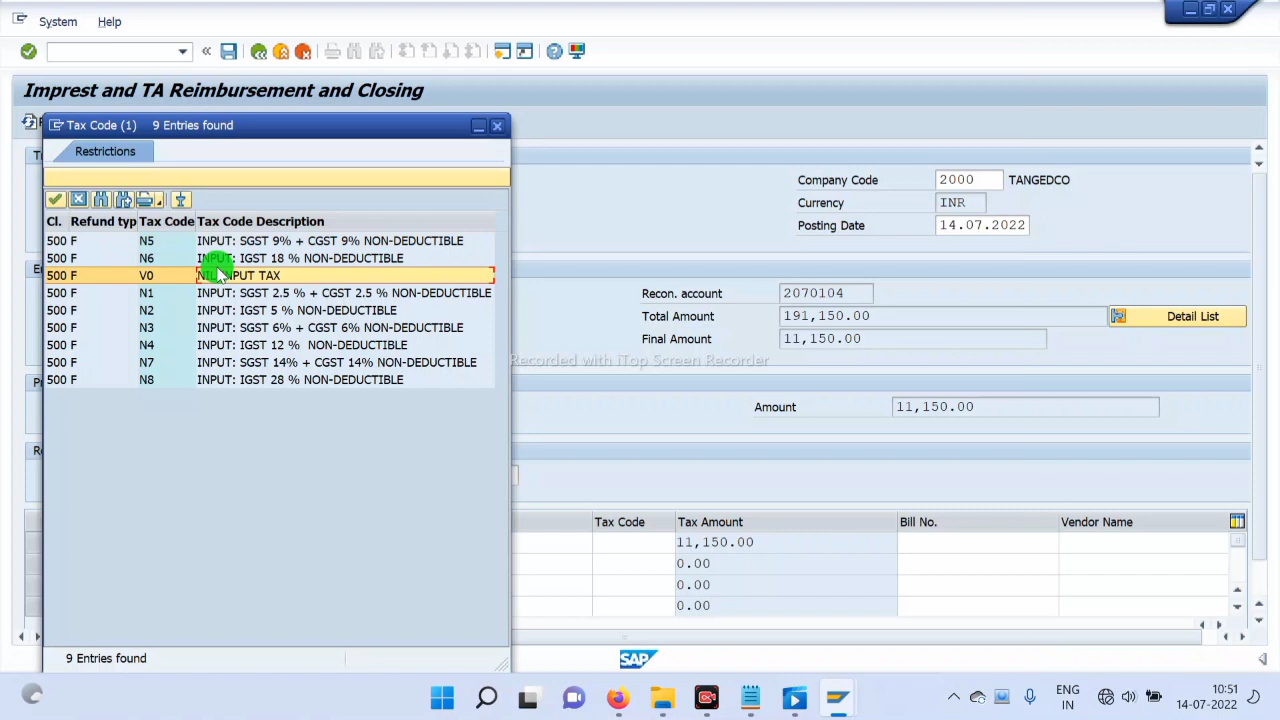 System Help
Imprest and TA Reimbursement and Closing
Tax Code (1) 9 Entries found
Restrictions
Cl. Refund typ Tax Code Tax Code Description
500 F N5 INPUT: SGST 9% + CGST 9% NON-DEDUCTIBLE
500 F N6 INPUT: IGST 18 % NON-DEDUCTIBLE
500 F V0 NIL INPUT TAX
500 F N1 INPUT: SGST 2.5 % + CGST 2.5 % NON-DEDUCTIBLE
500 F N2 INPUT: IGST 5 % NON-DEDUCTIBLE
500 F N3 INPUT: SGST 6% + CGST 6% NON-DEDUCTIBLE
500 F N4 INPUT: IGST 12 % NON-DEDUCTIBLE
500 F N7 INPUT: SGST 14% + CGST 14% NON-DEDUCTIBLE
500 F N8 INPUT: IGST 28 % NON-DEDUCTIBLE
9 Entries found
Company Code 2000 TANGEDCO
Currency INR
Posting Date 14.07.2022
Recon. account 2070104
Total Amount 191,150.00 Detail List
Final Amount 11,150.00
Recorded with iTop Screen Recorder
Amount 11,150.00
Tax Code Tax Amount Bill No. Vendor Name
11,150.00
0.00
0.00
0.00
SAP
ENG
IN
10:51
14-07-2022